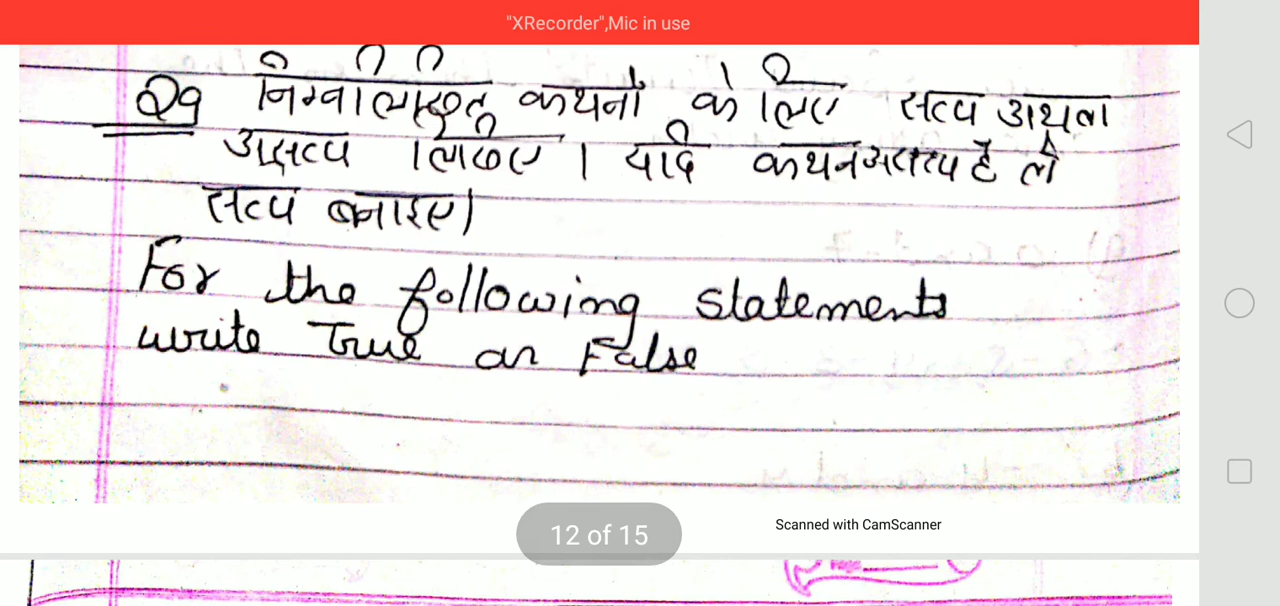 "XRecorder",Mic in use
Q9 निम्नलिखित कथनों के लिए सत्य अथवा
असत्य लिखिए । यदि कथन असत्य है तो
सत्य बनाइए।
For the following statements
write True or False
12 of 15
Scanned with CamScanner